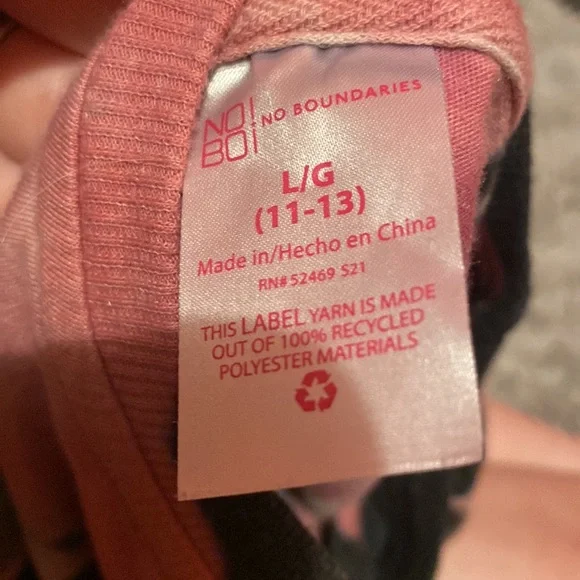 NO!
BOi
NO BOUNDARIES
L/G
(11-13)
Made in/Hecho en China
RN# 52469 S21
THIS LABEL YARN IS MADE
OUT OF 100% RECYCLED
POLYESTER MATERIALS